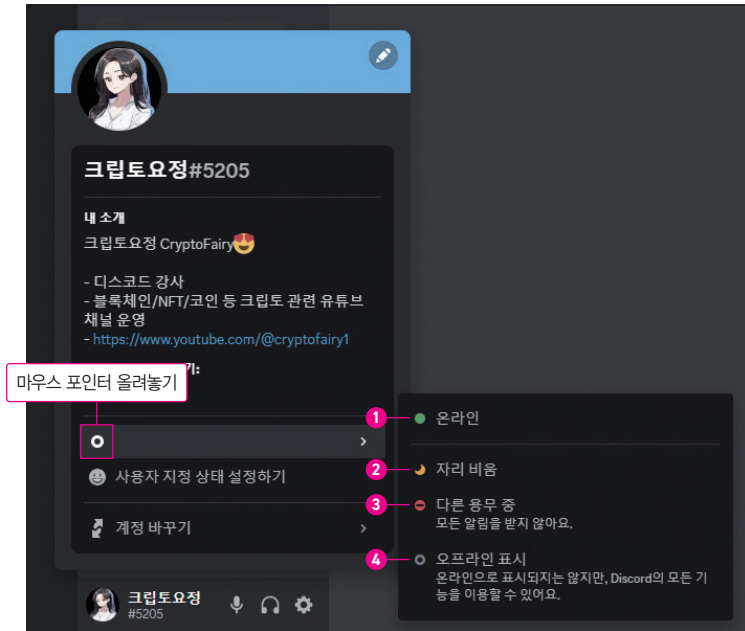 크립토요정#5205
내 소개
크립토요정 CryptoFairy
- 디스코드 강사
- 블록체인/NFT/코인 등 크립토 관련 유튜브
채널 운영
- https://www.youtube.com/@cryptofairy1
기:
마우스 포인터 올려놓기
사용자 지정 상태 설정하기
계정 바꾸기
크립토요정
#5205
1 온라인
2 자리 비움
3 다른 용무 중
모든 알림을 받지 않아요.
4 오프라인 표시
온라인으로 표시되지는 않지만, Discord의 모든 기
능을 이용할 수 있어요.